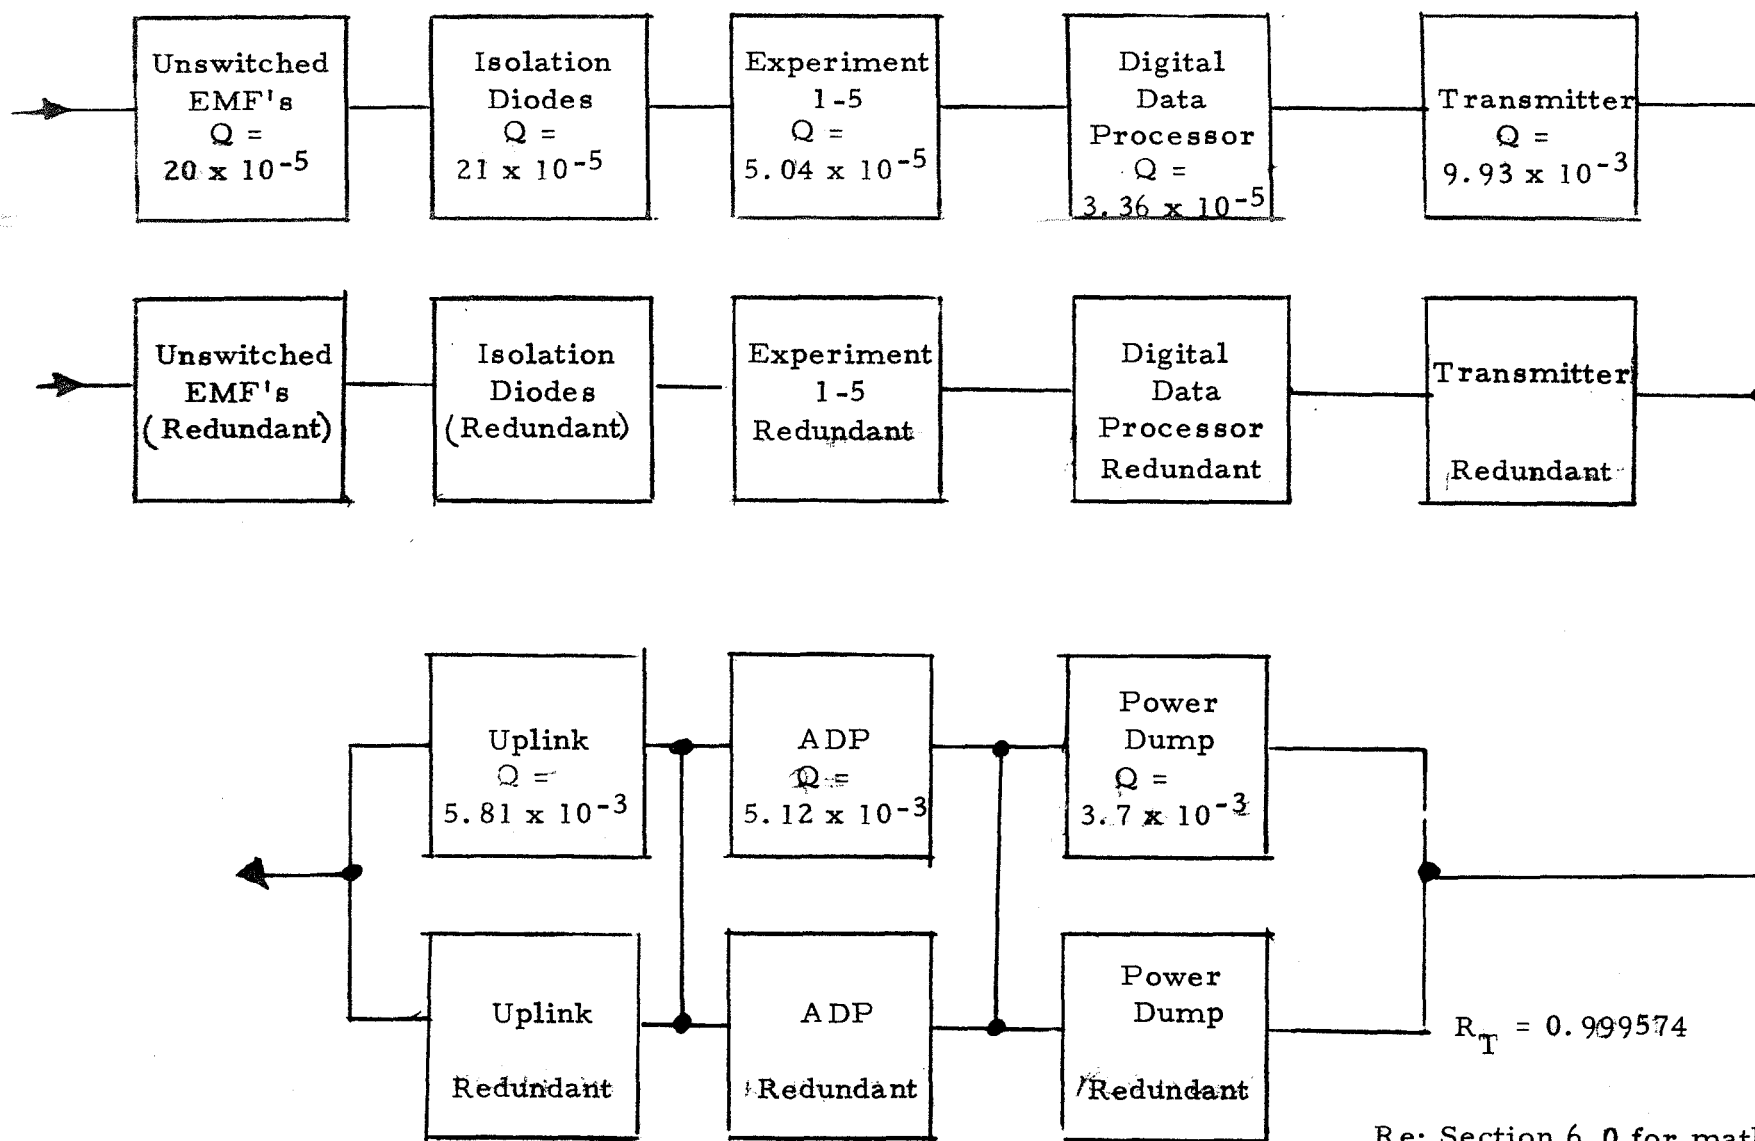 Unswitched
EMF's
Q =
20 x 10-5
Isolation
Diodes
Q =
21 x 10-5
Experiment
1-5
Q =
5.04 x 10-5
Digital
Data
Processor
Q =
3.36 x 10-5
Transmitter
Q =
9.93 x 10-3
Unswitched
EMF's
(Redundant)
Isolation
Diodes
(Redundant)
Experiment
1-5
Redundant
Digital
Data
Processor
Redundant
Transmitter
Redundant
Uplink
Q =
5.81 x 10-3
ADP
Q =
5.12 x 10-3
Power
Dump
Q =
3.7 x 10-3
Uplink
Redundant
ADP
Redundant
Power
Dump
Redundant
RT = 0.999574
Re: Section 6.0 for math